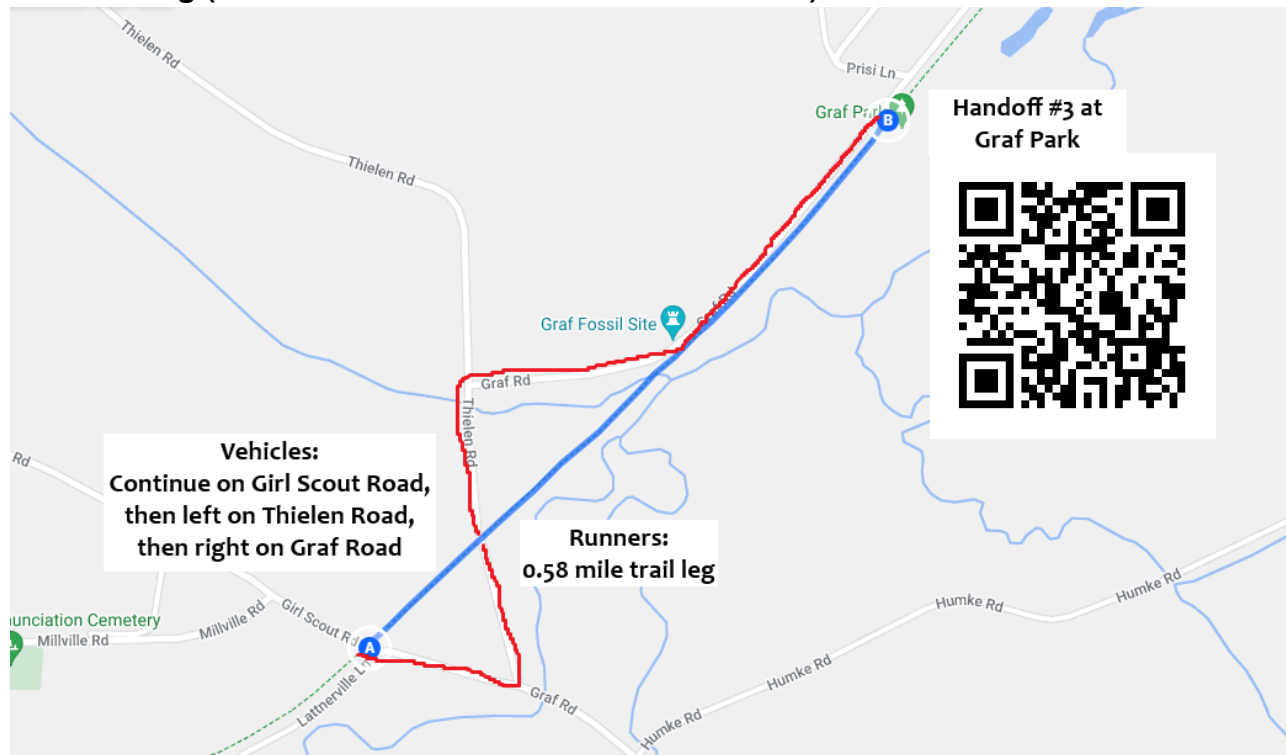 Thielen Rd
Prisi Ln
Graf Park
B
Handoff #3 at
Graf Park
Thielen Rd
Graf Fossil Site
Graf Rd
Graf Rd
Thielen Rd
Vehicles:
Continue on Girl Scout Road,
then left on Thielen Road,
then right on Graf Road
Rd
Runners:
0.58 mile trail leg
Humke Rd
Humke Rd
Girl Scout Rd
Millville Rd
nunciation Cemetery
Millville Rd
A
Lattnerville Ln
Graf Rd
Humke Rd
Humke Rd